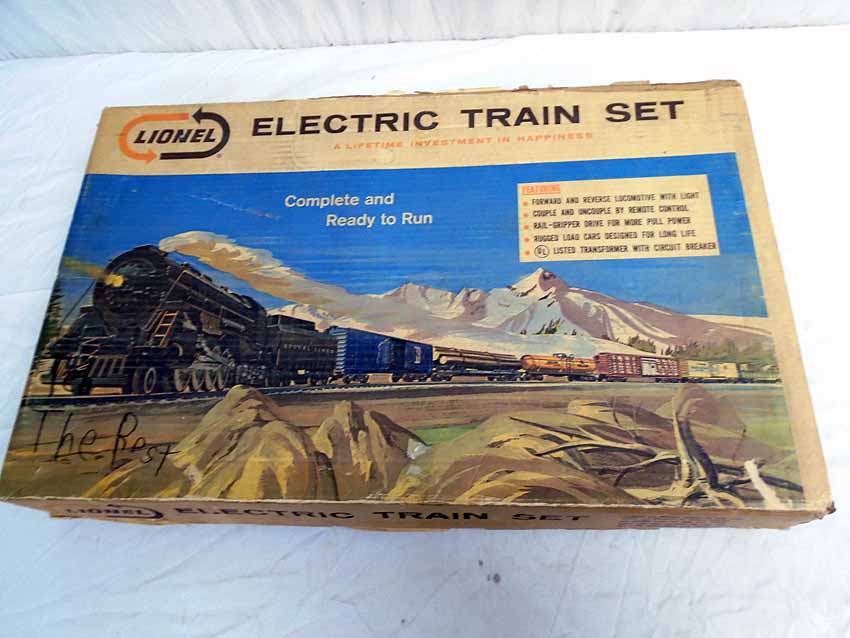 LIONEL
ELECTRIC TRAIN SET
A LIFETIME INVESTMENT IN HAPPINESS
Complete and
Ready to Run
FEATURING
FORWARD AND REVERSE LOCOMOTIVE WITH LIGHT
COUPLE AND UNCOUPLE BY REMOTE CONTROL
RAIL-GRIPPER DRIVE FOR MORE PULL POWER
RUGGED LOAD CARS DESIGNED FOR LONG LIFE
UL LISTED TRANSFORMER WITH CIRCUIT BREAKER
LIONEL LINES
The Best
LIONEL ELECTRIC TRAIN SET